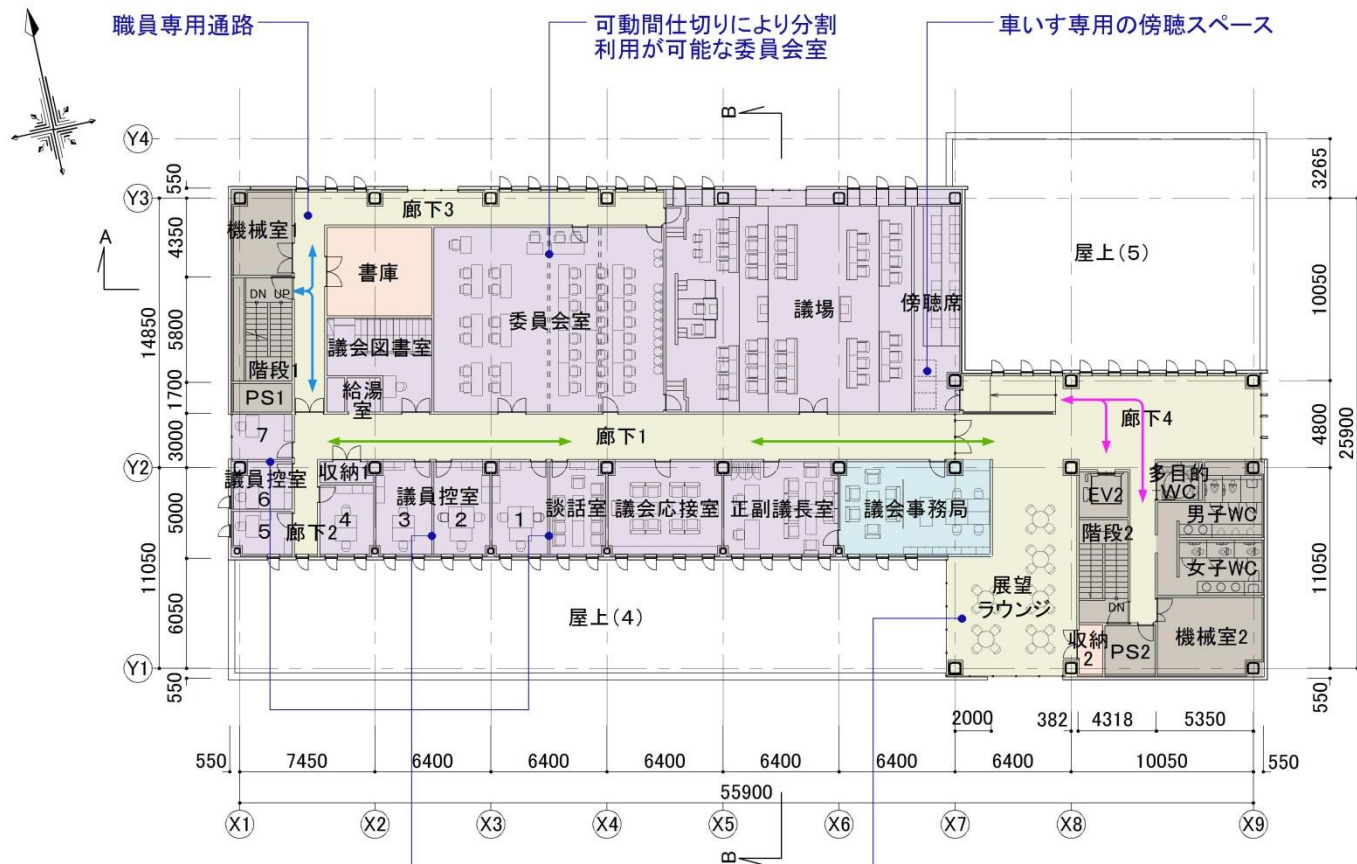 職員専用通路
可動間仕切りにより分割
利用が可能な委員会室
車いす専用の傍聴スペース
B
Y4
Y3
Y2
Y1
A
550
4350
5800
1700
3000
5000
6050
550
14850
11050
3265
10050
4800
11050
550
25900
機械室1
廊下3
書庫
DN UP
階段1
議会図書室
委員会室
議場
傍聴席
屋上(5)
PS1
給湯室
7
廊下1
廊下4
議員控室
6
5
収納1
廊下2
4
議員控室
3
2
1
談話室
議会応接室
正副議長室
議会事務局
EV2
多目的
WC
男子WC
階段2
女子WC
展望
ラウンジ
DN
屋上(4)
収納
2
PS2
機械室2
2000
382
4318
5350
550
7450
6400
6400
6400
6400
6400
6400
10050
550
55900
X1
X2
X3
X4
X5
X6
X7
X8
X9
B